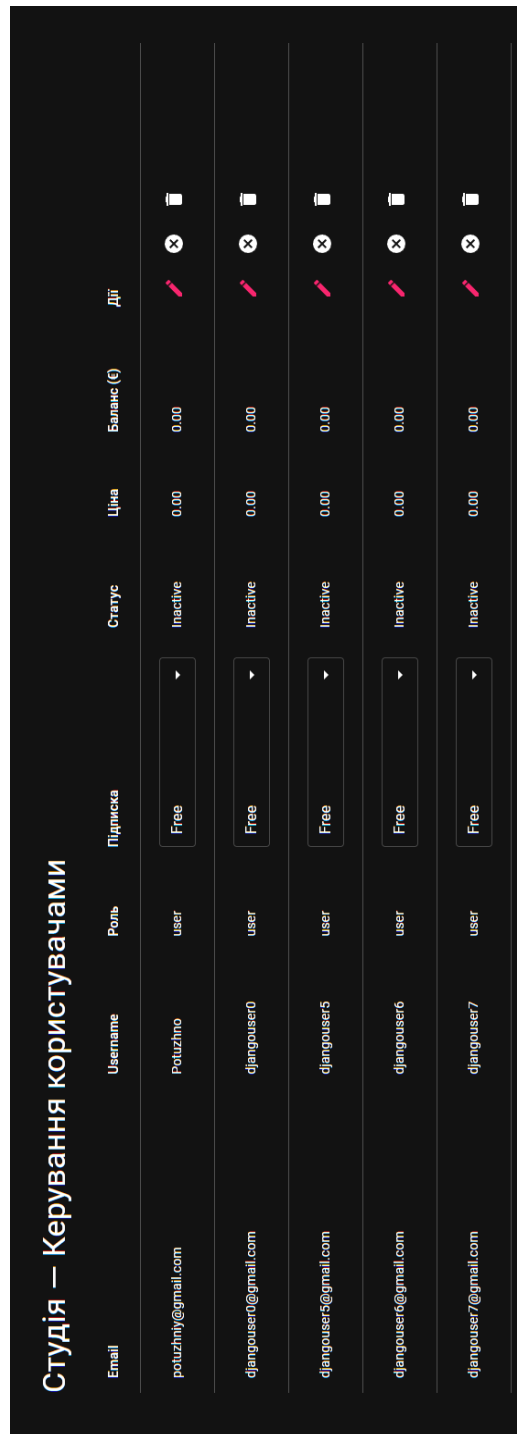 Студія — Керування користувачами
Email Username Роль Підписка Статус Ціна Баланс (€) Дії
potuzhniy@gmail.com Potuzhno user Free Inactive 0.00 0.00
djangouser0@gmail.com djangouser0 user Free Inactive 0.00 0.00
djangouser5@gmail.com djangouser5 user Free Inactive 0.00 0.00
djangouser6@gmail.com djangouser6 user Free Inactive 0.00 0.00
djangouser7@gmail.com djangouser7 user Free Inactive 0.00 0.00